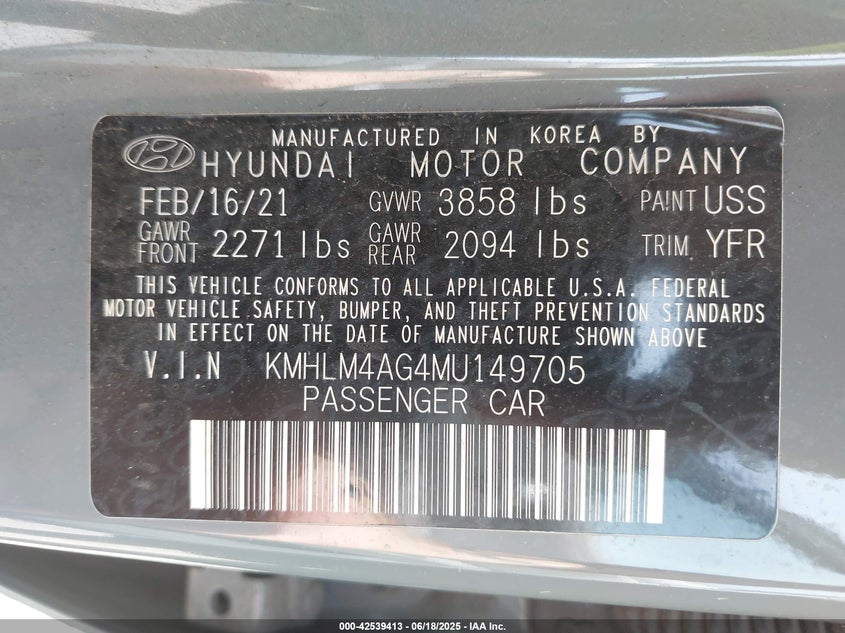 MANUFACTURED IN KOREA BY
HYUNDAI MOTOR COMPANY
FEB/16/21 GVWR 3858 lbs PAINT USS
GAWR FRONT 2271 lbs GAWR REAR 2094 lbs TRIM YFR
THIS VEHICLE CONFORMS TO ALL APPLICABLE U.S.A. FEDERAL
MOTOR VEHICLE SAFETY, BUMPER, AND THEFT PREVENTION STANDARDS
IN EFFECT ON THE DATE OF MANUFACTURE SHOWN ABOVE
V.I.N KMHLM4AG4MU149705
PASSENGER CAR
000-42539413 - 06/18/2025 - IAA Inc.